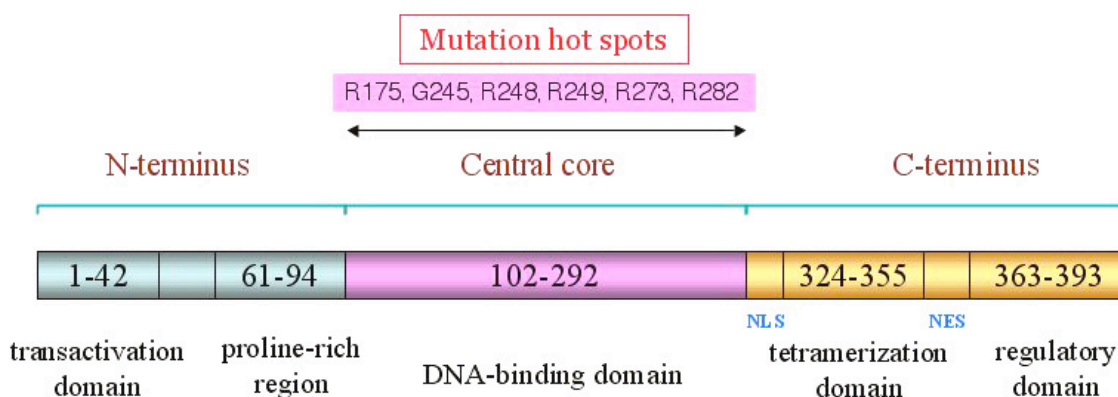 Mutation hot spots
R175, G245, R248, R249, R273, R282
N-terminus
Central core
C-terminus
1-42
61-94
102-292
324-355
363-393
NLS
NES
transactivation
domain
proline-rich
region
DNA-binding domain
tetramerization
domain
regulatory
domain